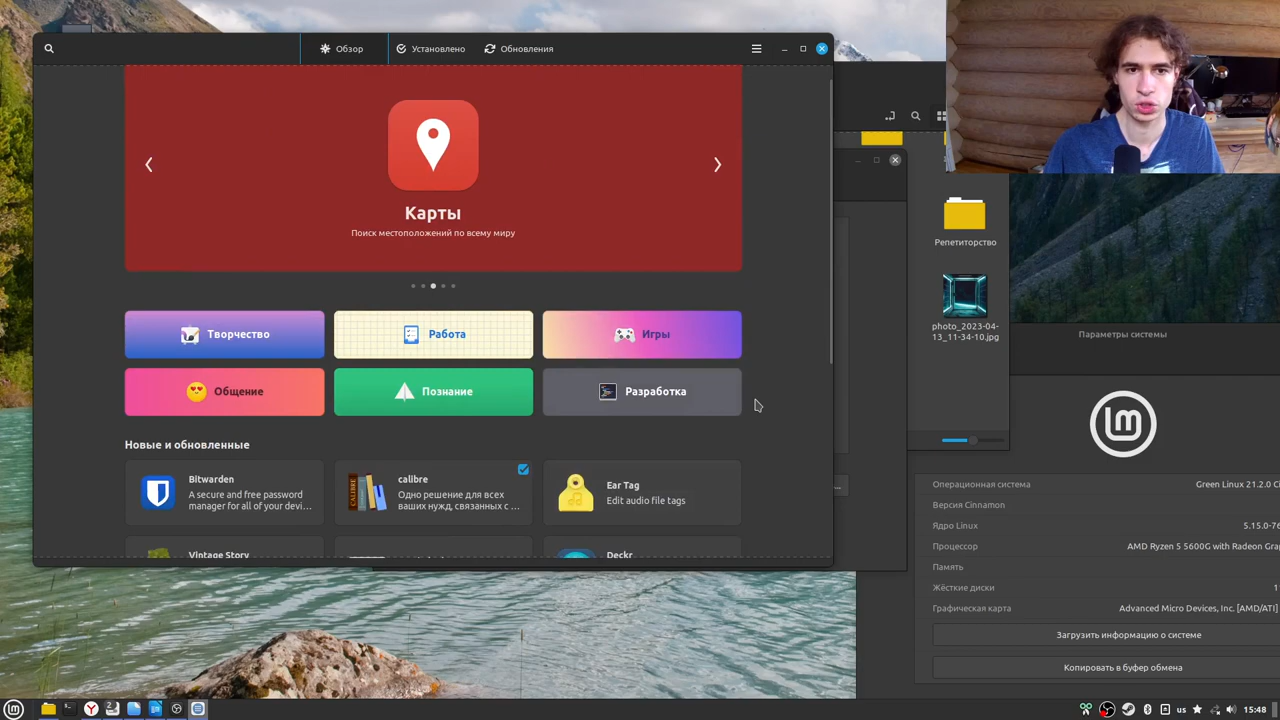 Обзор
Установлено
Обновления
Карты
Поиск местоположений по всему миру
Творчество
Работа
Игры
Общение
Познание
Разработка
Новые и обновленные
Bitwarden
A secure and free password
manager for all of your devi...
calibre
Одно решение для всех
ваших нужд, связанных с ...
Ear Tag
Edit audio file tags
Vintage Story
Deckr
Репетиторство
photo_2023-04-
13_11-34-10.jpg
Параметры системы
Операционная система
Green Linux 21.2.0 Ci
Версия Cinnamon
Ядро Linux
5.15.0-76
Процессор
AMD Ryzen 5 5600G with Radeon Grap
Память
Жёсткие диски
1
Графическая карта
Advanced Micro Devices, Inc. [AMD/ATI]
Загрузить информацию о системе
Копировать в буфер обмена
us
15:48